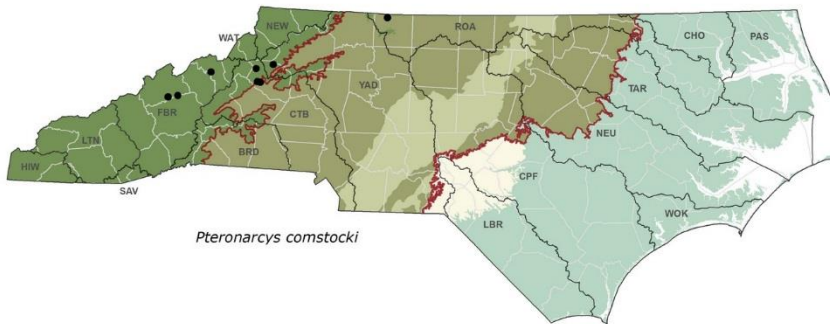 NEW
WAT
ROA
CHO
PAS
YAD
TAR
FBR
CTB
LTN
BRD
NEU
HIW
SAV
CPF
WOK
LBR
Pteronarcys comstocki